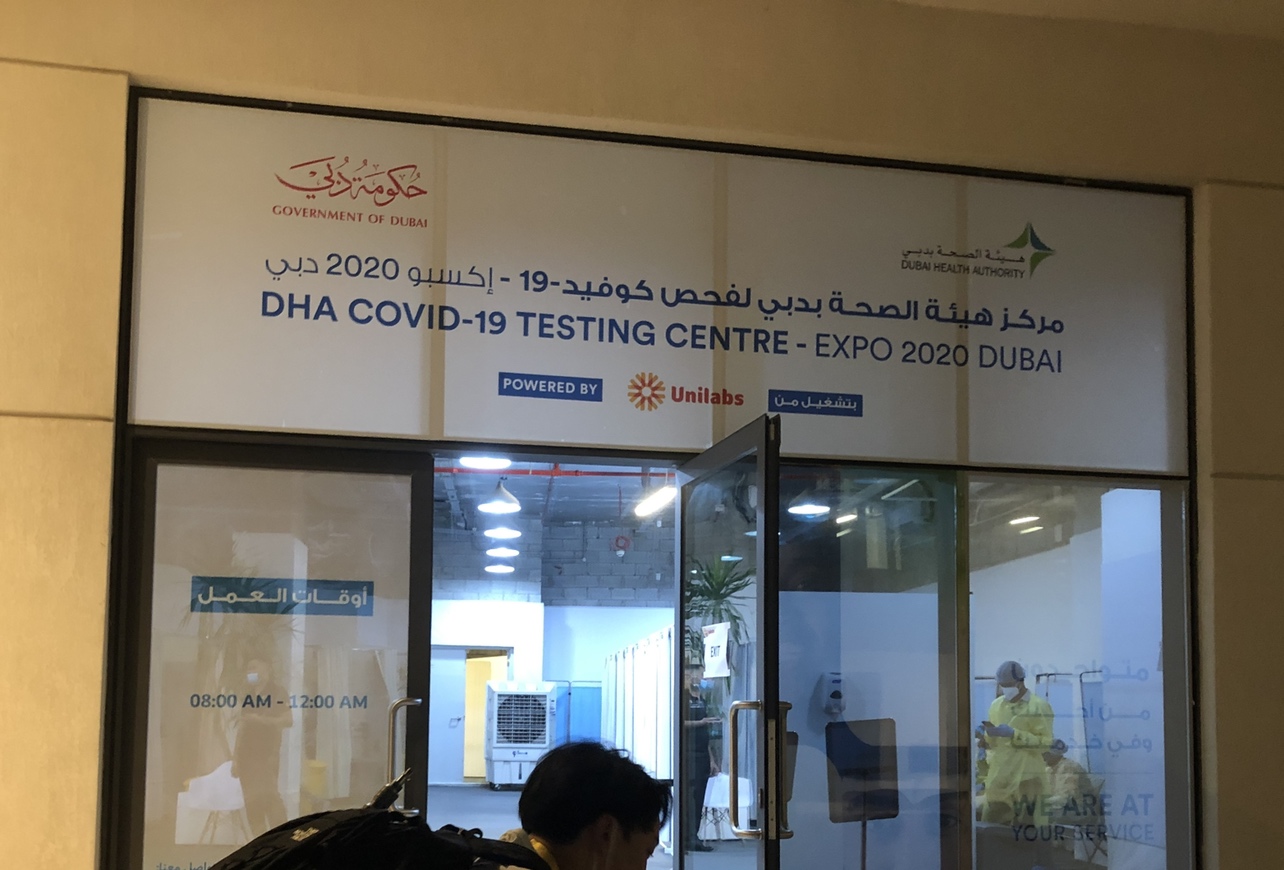 حكومة دبي
GOVERNMENT OF DUBAI
هيئة الصحة بدبي
DUBAI HEALTH AUTHORITY
مركز هيئة الصحة بدبي لفحص كوفيد-19 - إكسبو 2020 دبي
DHA COVID-19 TESTING CENTRE - EXPO 2020 DUBAI
POWERED BY
Unilabs
بتشغيل من
أوقات العمل
08:00 AM - 12:00 AM
EXIT
وفي خدمتك
WE ARE AT
YOUR SERVICE